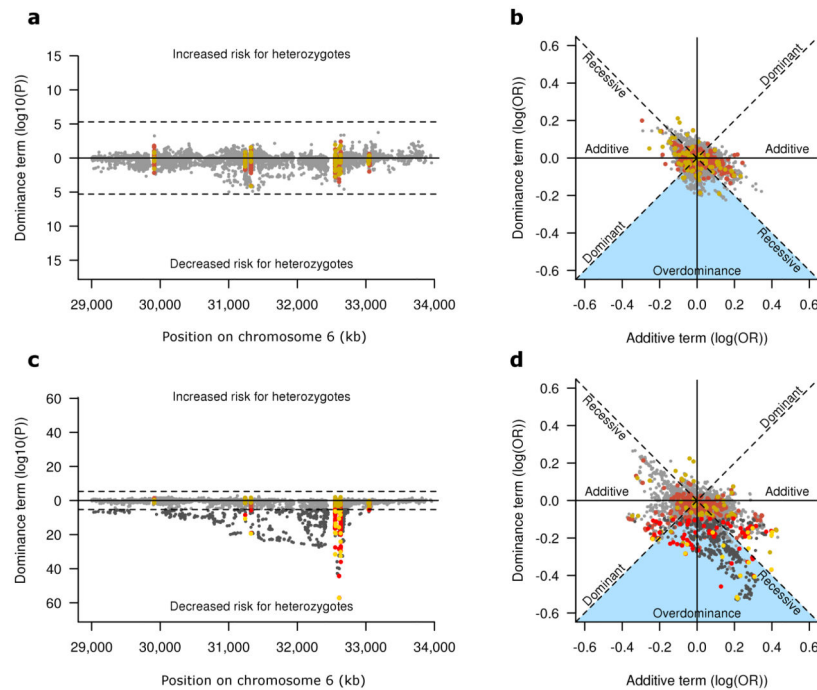 a
Increased risk for heterozygotes
Dominance term (log10(P))
15
10
5
0
5
10
15
Decreased risk for heterozygotes
29,000 30,000 31,000 32,000 33,000 34,000
Position on chromosome 6 (kb)
b
Dominance term (log(OR))
0.6
0.4
0.2
0.0
-0.2
-0.4
-0.6
Recessive
Dominant
Additive
Additive
Dominant
Recessive
Overdominance
-0.6 -0.4 -0.2 0.0 0.2 0.4 0.6
Additive term (log(OR))
c
Increased risk for heterozygotes
Dominance term (log10(P))
60
40
20
0
20
40
60
Decreased risk for heterozygotes
29,000 30,000 31,000 32,000 33,000 34,000
Position on chromosome 6 (kb)
d
Dominance term (log(OR))
0.6
0.4
0.2
0.0
-0.2
-0.4
-0.6
Recessive
Dominant
Additive
Additive
Dominant
Recessive
Overdominance
-0.6 -0.4 -0.2 0.0 0.2 0.4 0.6
Additive term (log(OR))